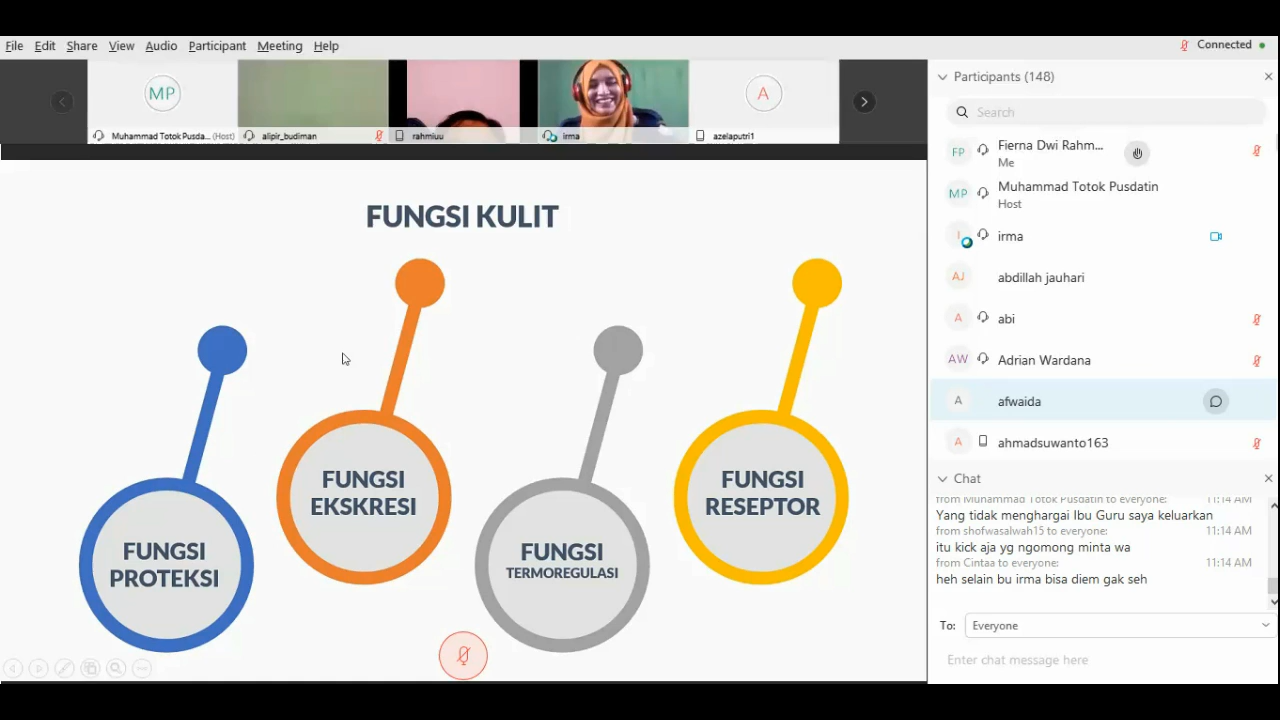 File Edit Share View Audio Participant Meeting Help
Connected
MP
Muhammad Totok Pusda... (Host)
alipir_budiman
rahmiuu
irma
A
azelaputri1
FUNGSI KULIT
FUNGSI
PROTEKSI
FUNGSI
EKSKRESI
FUNGSI
TERMOREGULASI
FUNGSI
RESEPTOR
Participants (148)
Search
FP
Fierna Dwi Rahm...
Me
MP
Muhammad Totok Pusdatin
Host
I
irma
AJ
abdillah jauhari
A
abi
AW
Adrian Wardana
A
afwaida
A
ahmadsuwanto163
Chat
from Muhammad Totok Pusdatin to everyone: 11:14 AM
Yang tidak menghargai Ibu Guru saya keluarkan
from shofwasalwah15 to everyone: 11:14 AM
itu kick aja yg ngomong minta wa
from Cintaa to everyone: 11:14 AM
heh selain bu irma bisa diem gak seh
To: Everyone
Enter chat message here